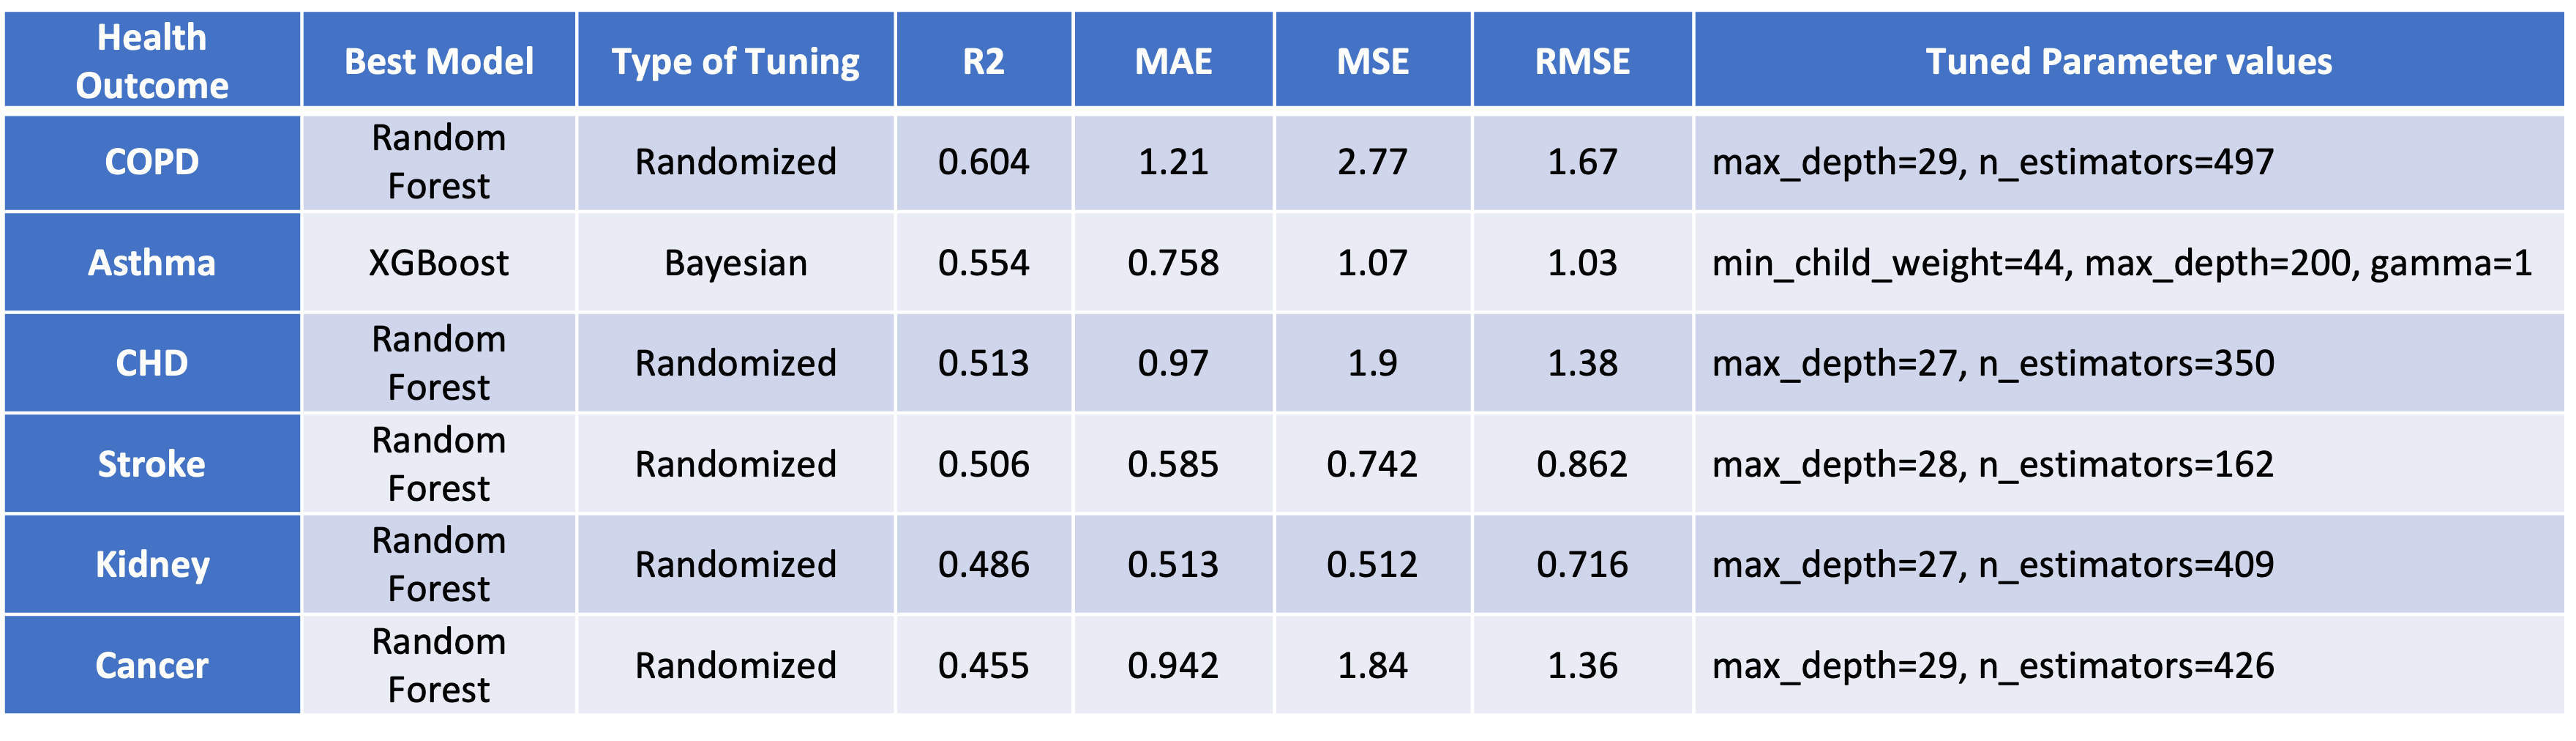 Health Outcome Best Model Type of Tuning R2 MAE MSE RMSE Tuned Parameter values
COPD Random Forest Randomized 0.604 1.21 2.77 1.67 max_depth=29, n_estimators=497
Asthma XGBoost Bayesian 0.554 0.758 1.07 1.03 min_child_weight=44, max_depth=200, gamma=1
CHD Random Forest Randomized 0.513 0.97 1.9 1.38 max_depth=27, n_estimators=350
Stroke Random Forest Randomized 0.506 0.585 0.742 0.862 max_depth=28, n_estimators=162
Kidney Random Forest Randomized 0.486 0.513 0.512 0.716 max_depth=27, n_estimators=409
Cancer Random Forest Randomized 0.455 0.942 1.84 1.36 max_depth=29, n_estimators=426